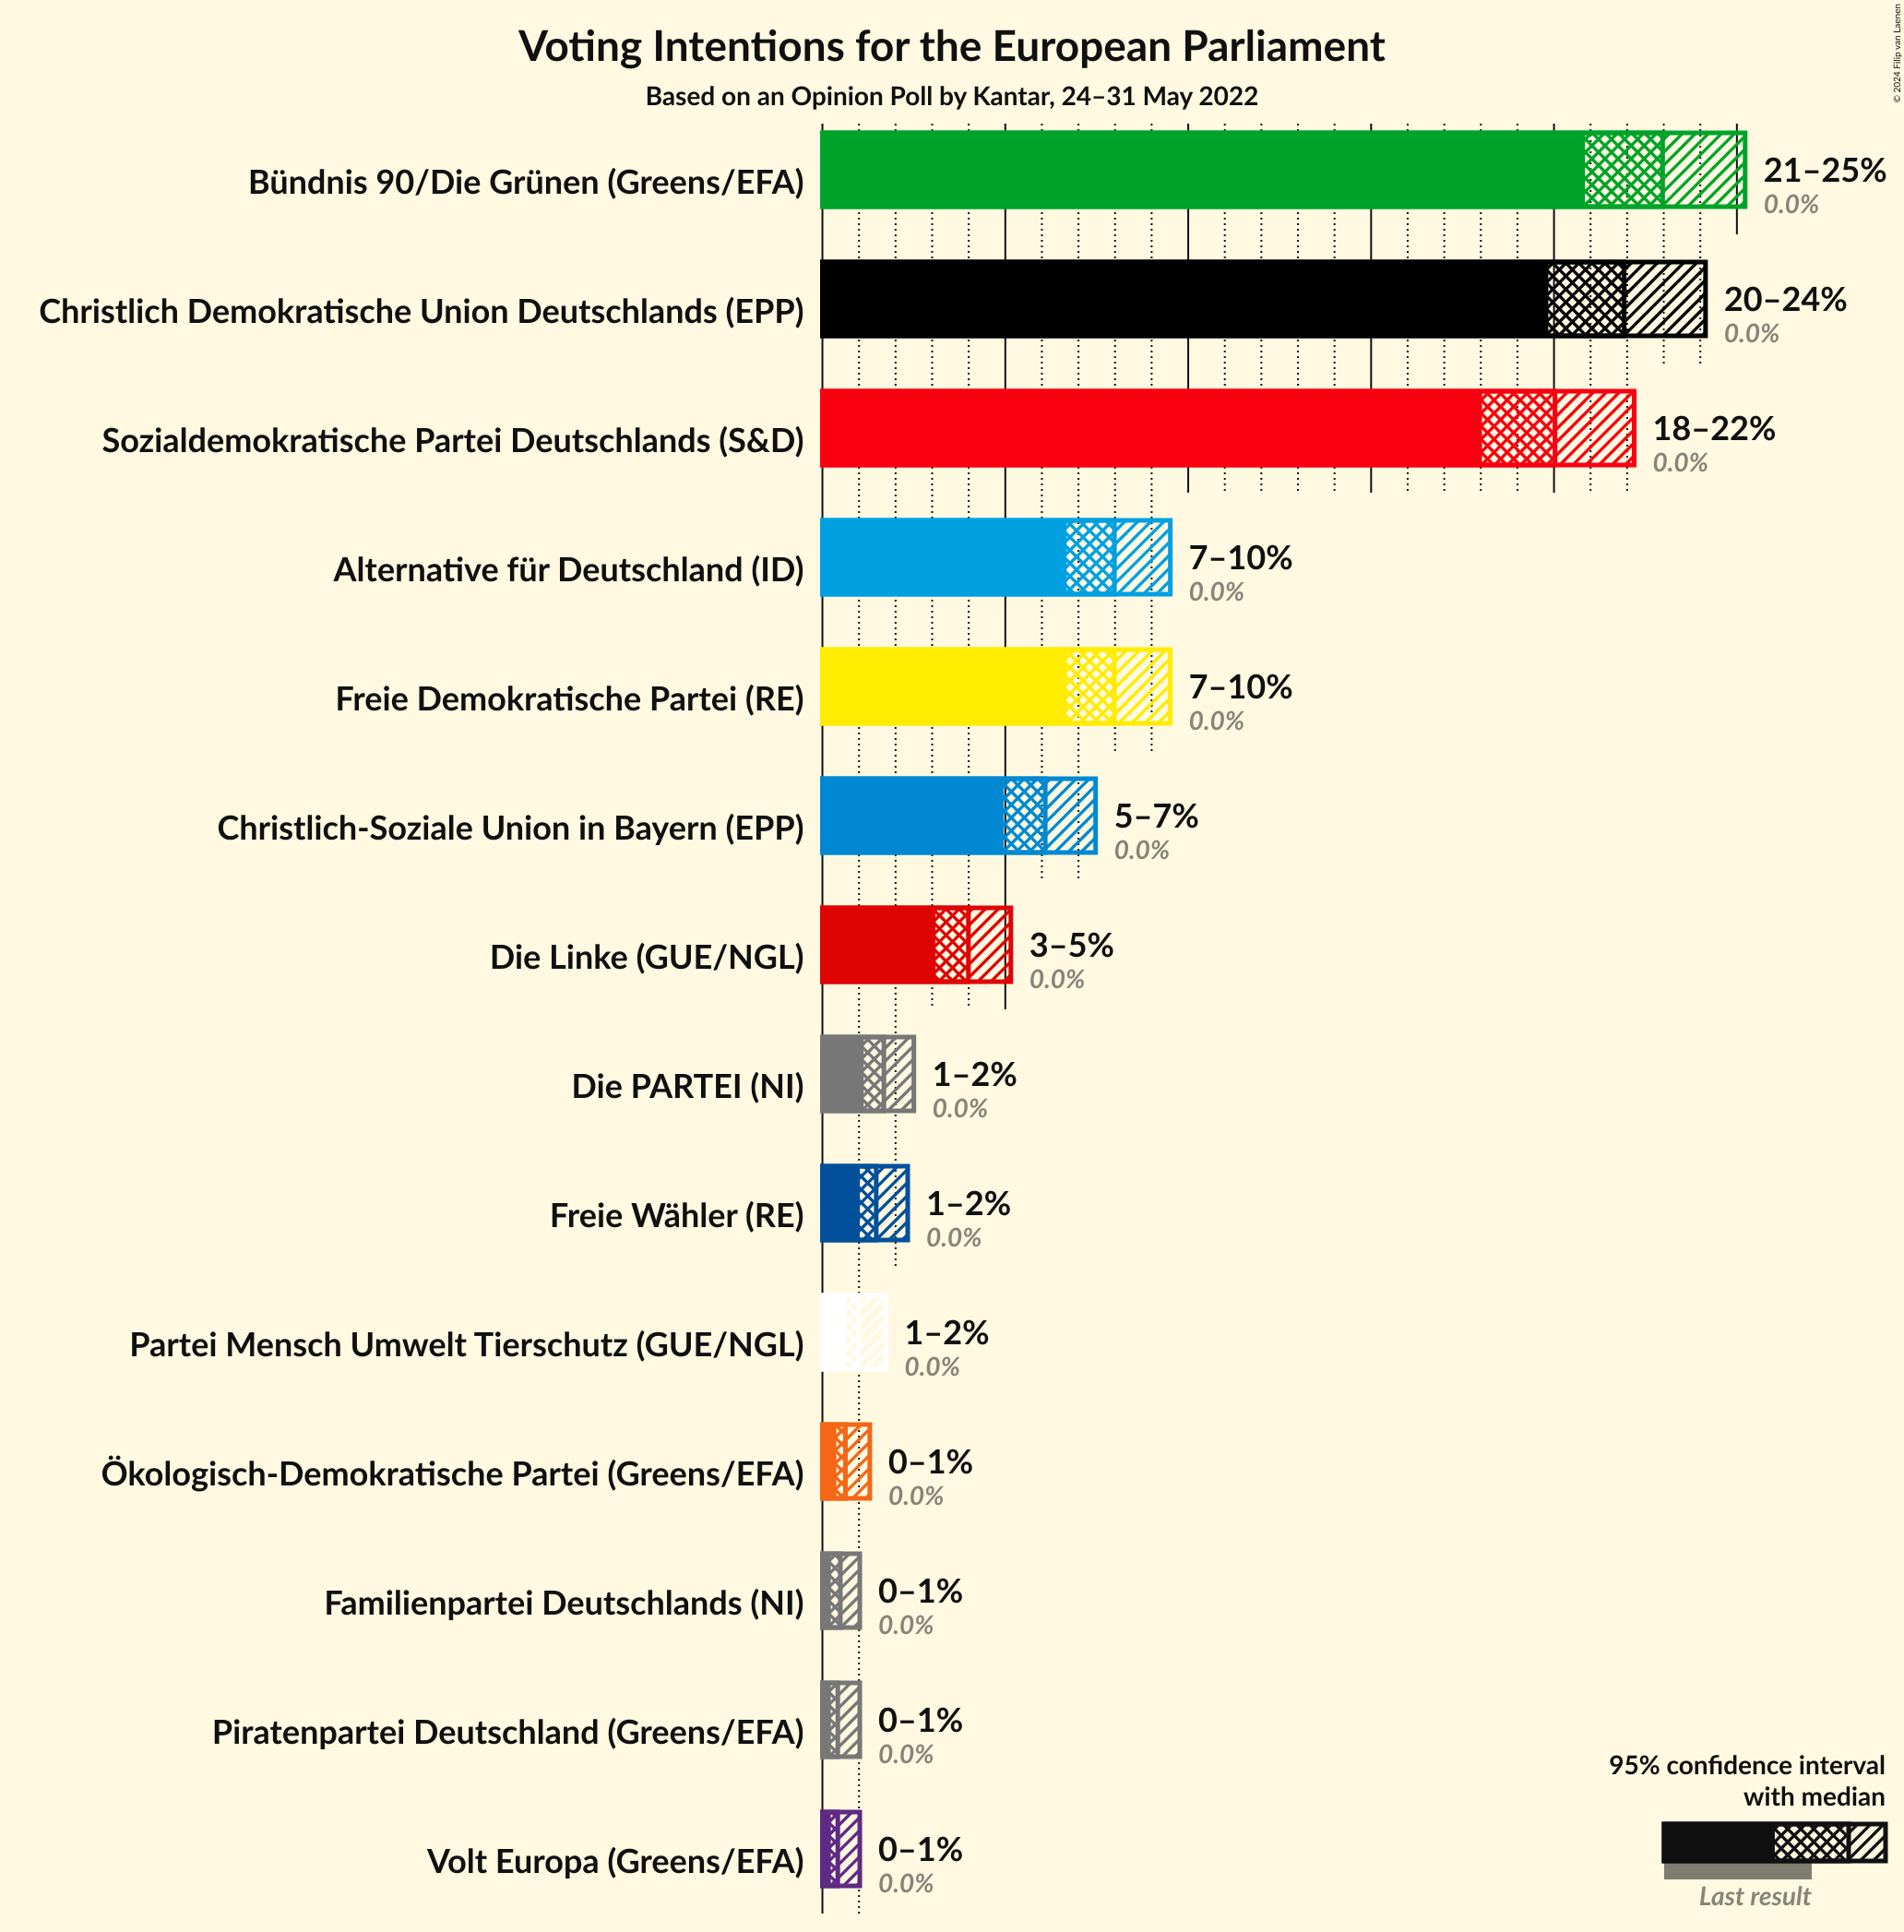 Voting Intentions for the European Parliament
Based on an Opinion Poll by Kantar, 24–31 May 2022
© 2024 Filip van Laenen
Bündnis 90/Die Grünen (Greens/EFA)
21–25%
0.0%
Christlich Demokratische Union Deutschlands (EPP)
20–24%
0.0%
Sozialdemokratische Partei Deutschlands (S&D)
18–22%
0.0%
Alternative für Deutschland (ID)
7–10%
0.0%
Freie Demokratische Partei (RE)
7–10%
0.0%
Christlich-Soziale Union in Bayern (EPP)
5–7%
0.0%
Die Linke (GUE/NGL)
3–5%
0.0%
Die PARTEI (NI)
1–2%
0.0%
Freie Wähler (RE)
1–2%
0.0%
Partei Mensch Umwelt Tierschutz (GUE/NGL)
1–2%
0.0%
Ökologisch-Demokratische Partei (Greens/EFA)
0–1%
0.0%
Familienpartei Deutschlands (NI)
0–1%
0.0%
Piratenpartei Deutschland (Greens/EFA)
0–1%
0.0%
Volt Europa (Greens/EFA)
0–1%
0.0%
95% confidence interval
with median
Last result